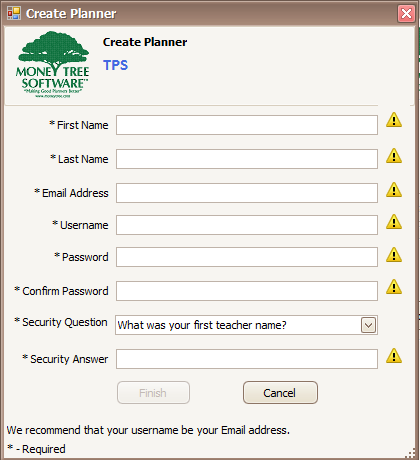 Create Planner
Create Planner
TPS
MONEY TREE
SOFTWARE™
"Making Good Planners Better"
www.moneytree.com
* First Name
* Last Name
* Email Address
* Username
* Password
* Confirm Password
* Security Question What was your first teacher name?
* Security Answer
Finish Cancel
We recommend that your username be your Email address.
* - Required